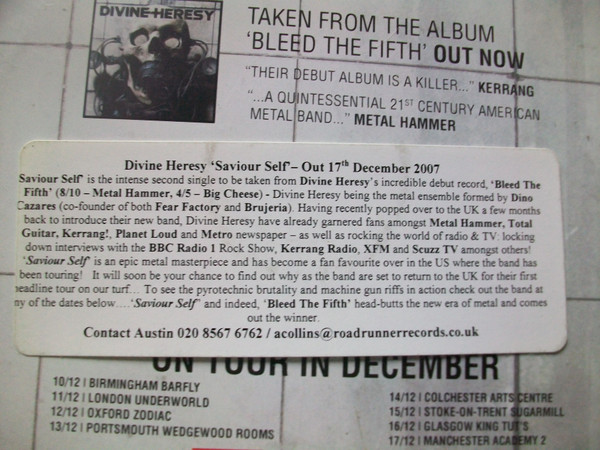 DIVINE HERESY
TAKEN FROM THE ALBUM
'BLEED THE FIFTH' OUT NOW
"THEIR DEBUT ALBUM IS A KILLER..." KERRANG
"...A QUINTESSENTIAL 21ST CENTURY AMERICAN
METAL BAND..." METAL HAMMER
Divine Heresy 'Saviour Self' – Out 17th December 2007
Saviour Self' is the intense second single to be taken from Divine Heresy's incredible debut record, 'Bleed The
Fifth' (8/10 – Metal Hammer, 4/5 – Big Cheese) - Divine Heresy being the metal ensemble formed by Dino
Cazares (co-founder of both Fear Factory and Brujeria). Having recently popped over to the UK a few months
back to introduce their new band, Divine Heresy have already garnered fans amongst Metal Hammer, Total
Guitar, Kerrang!, Planet Loud and Metro newspaper – as well as rocking the world of radio & TV: locking
down interviews with the BBC Radio 1 Rock Show, Kerrang Radio, XFM and Scuzz TV amongst others!
'Saviour Self' is an epic metal masterpiece and has become a fan favourite over in the US where the band has
been touring! It will soon be your chance to find out why as the band are set to return to the UK for their first
headline tour on our turf... To see the pyrotechnic brutality and machine gun riffs in action check out the band at
ny of the dates below....'Saviour Self' and indeed, 'Bleed The Fifth' head-butts the new era of metal and comes
out the winner.
Contact Austin 020 8567 6762 / acollins@roadrunnerrecords.co.uk
ON TOUR IN DECEMBER
10/12 | BIRMINGHAM BARFLY
11/12 | LONDON UNDERWORLD
12/12 | OXFORD ZODIAC
13/12 | PORTSMOUTH WEDGEWOOD ROOMS
14/12 | COLCHESTER ARTS CENTRE
15/12 | STOKE-ON-TRENT SUGARMILL
16/12 | GLASGOW KING TUT'S
17/12 | MANCHESTER ACADEMY 2